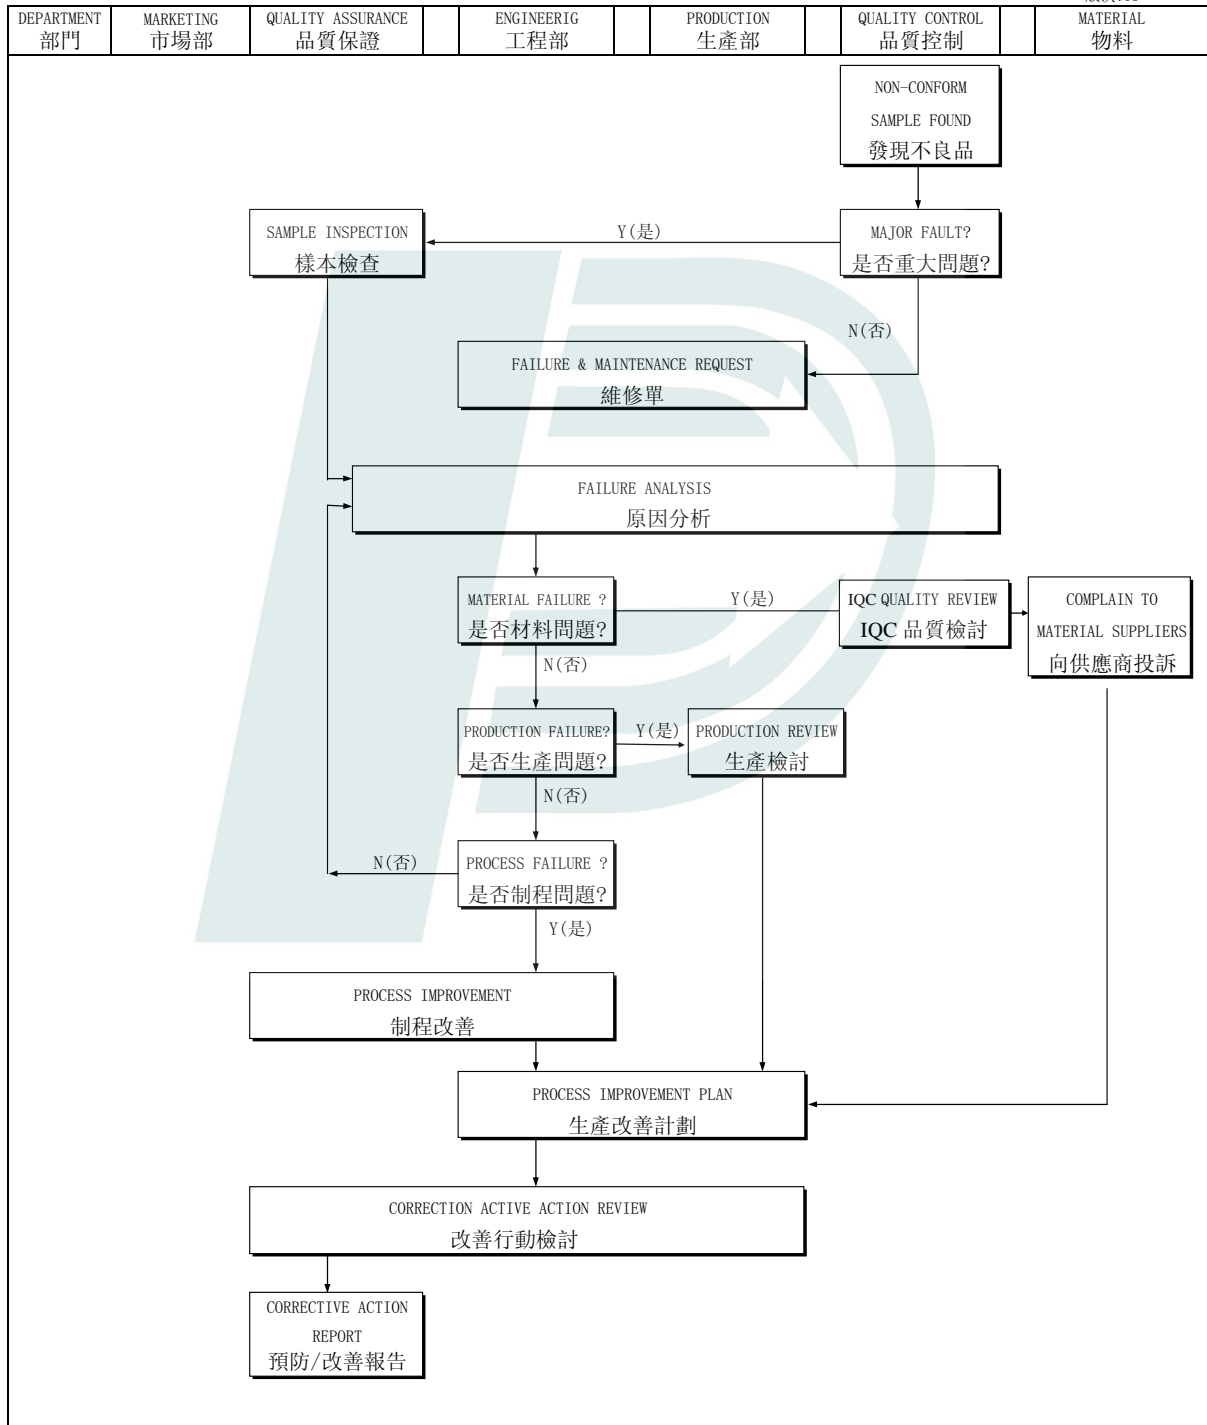 DEPARTMENT
部門
MARKETING
市場部
QUALITY ASSURANCE
品質保證
ENGINEERIG
工程部
PRODUCTION
生產部
QUALITY CONTROL
品質控制
MATERIAL
物料
NON-CONFORM
SAMPLE FOUND
發現不良品
SAMPLE INSPECTION
樣本檢查
Y(是)
MAJOR FAULT?
是否重大問題?
N(否)
FAILURE & MAINTENANCE REQUEST
維修單
FAILURE ANALYSIS
原因分析
MATERIAL FAILURE ?
是否材料問題?
Y(是)
IQC QUALITY REVIEW
IQC 品質檢討
COMPLAIN TO
MATERIAL SUPPLIERS
向供應商投訴
N(否)
PRODUCTION FAILURE?
是否生產問題?
Y(是)
PRODUCTION REVIEW
生產檢討
N(否)
N(否)
PROCESS FAILURE ?
是否制程問題?
Y(是)
PROCESS IMPROVEMENT
制程改善
PROCESS IMPROVEMENT PLAN
生產改善計劃
CORRECTION ACTIVE ACTION REVIEW
改善行動檢討
CORRECTIVE ACTION
REPORT
預防/改善報告